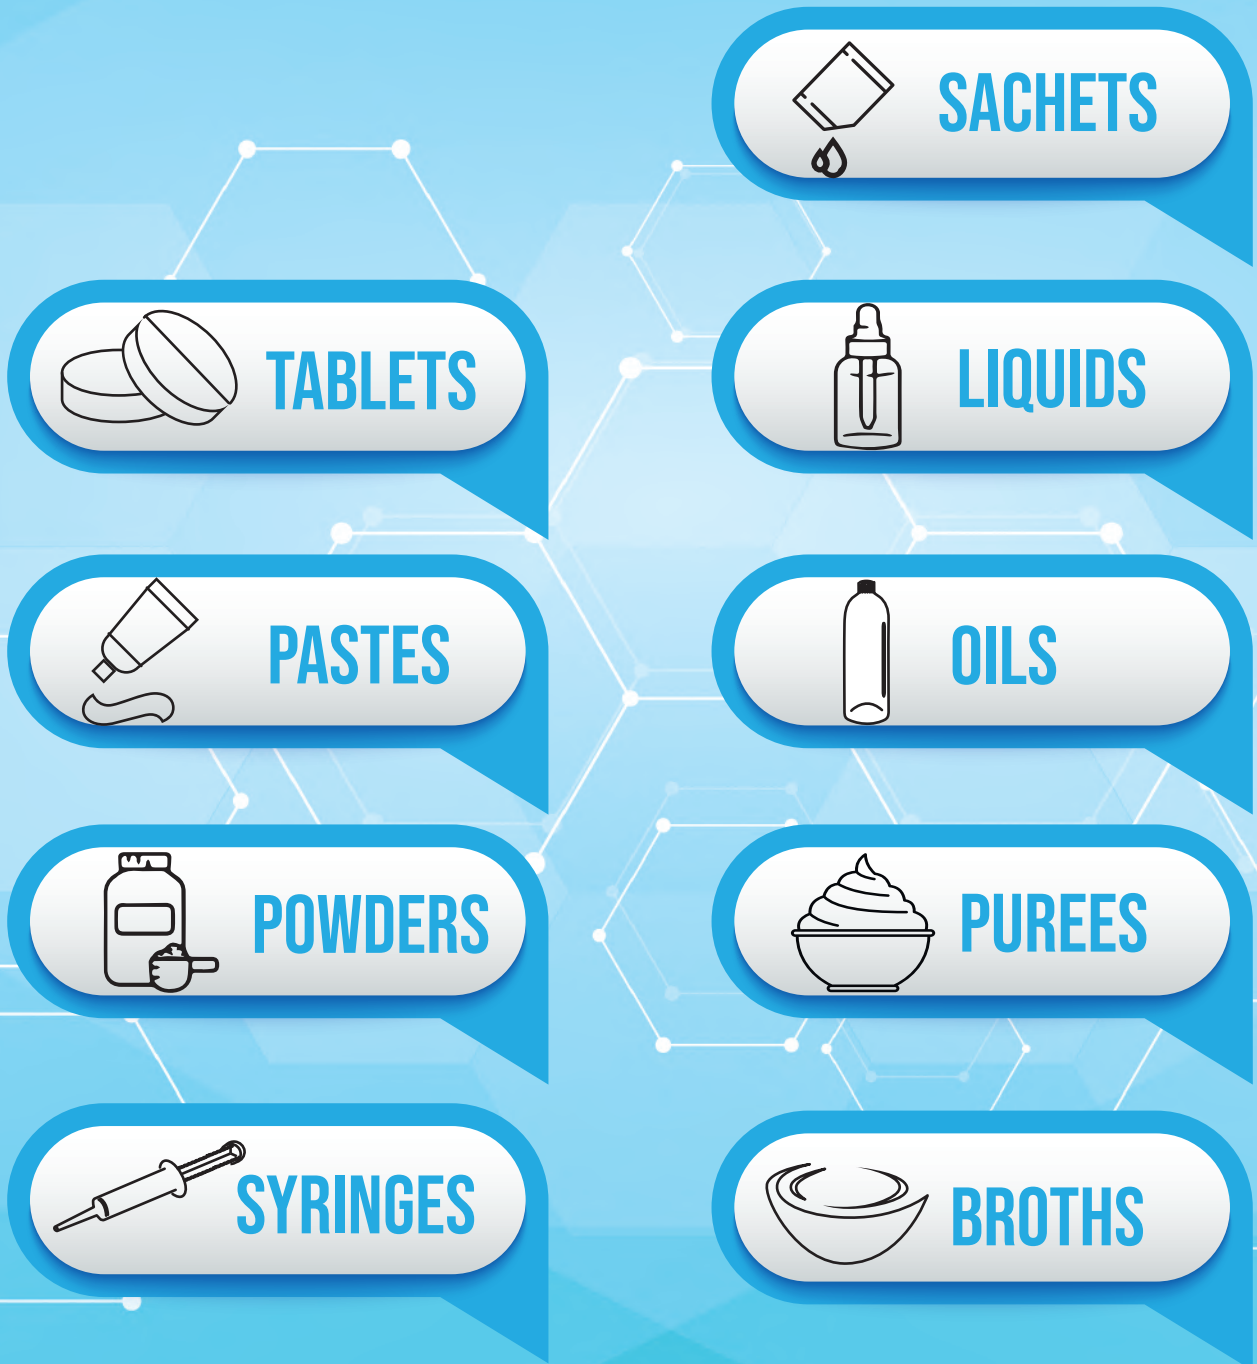 SACHETS
TABLETS
LIQUIDS
PASTES
OILS
POWDERS
PUREES
SYRINGES
BROTHS